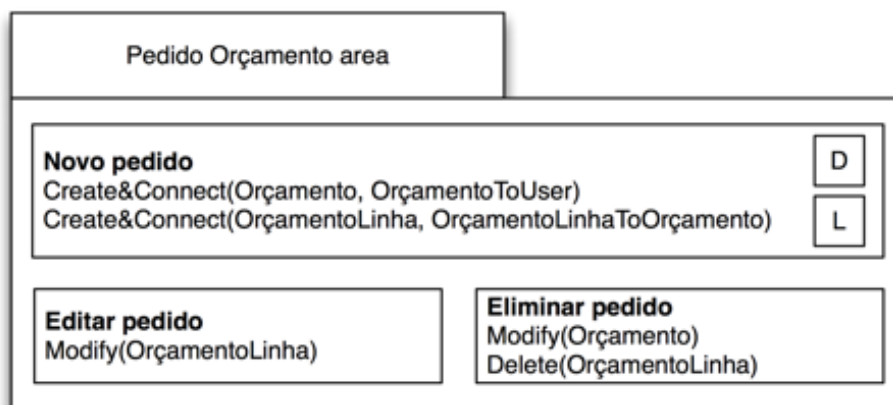 Pedido Orçamento area
Novo pedido
D
Create&Connect(Orçamento, OrçamentoToUser)
Create&Connect(OrçamentoLinha, OrçamentoLinhaToOrçamento)
L
Editar pedido
Modify(OrçamentoLinha)
Eliminar pedido
Modify(Orçamento)
Delete(OrçamentoLinha)